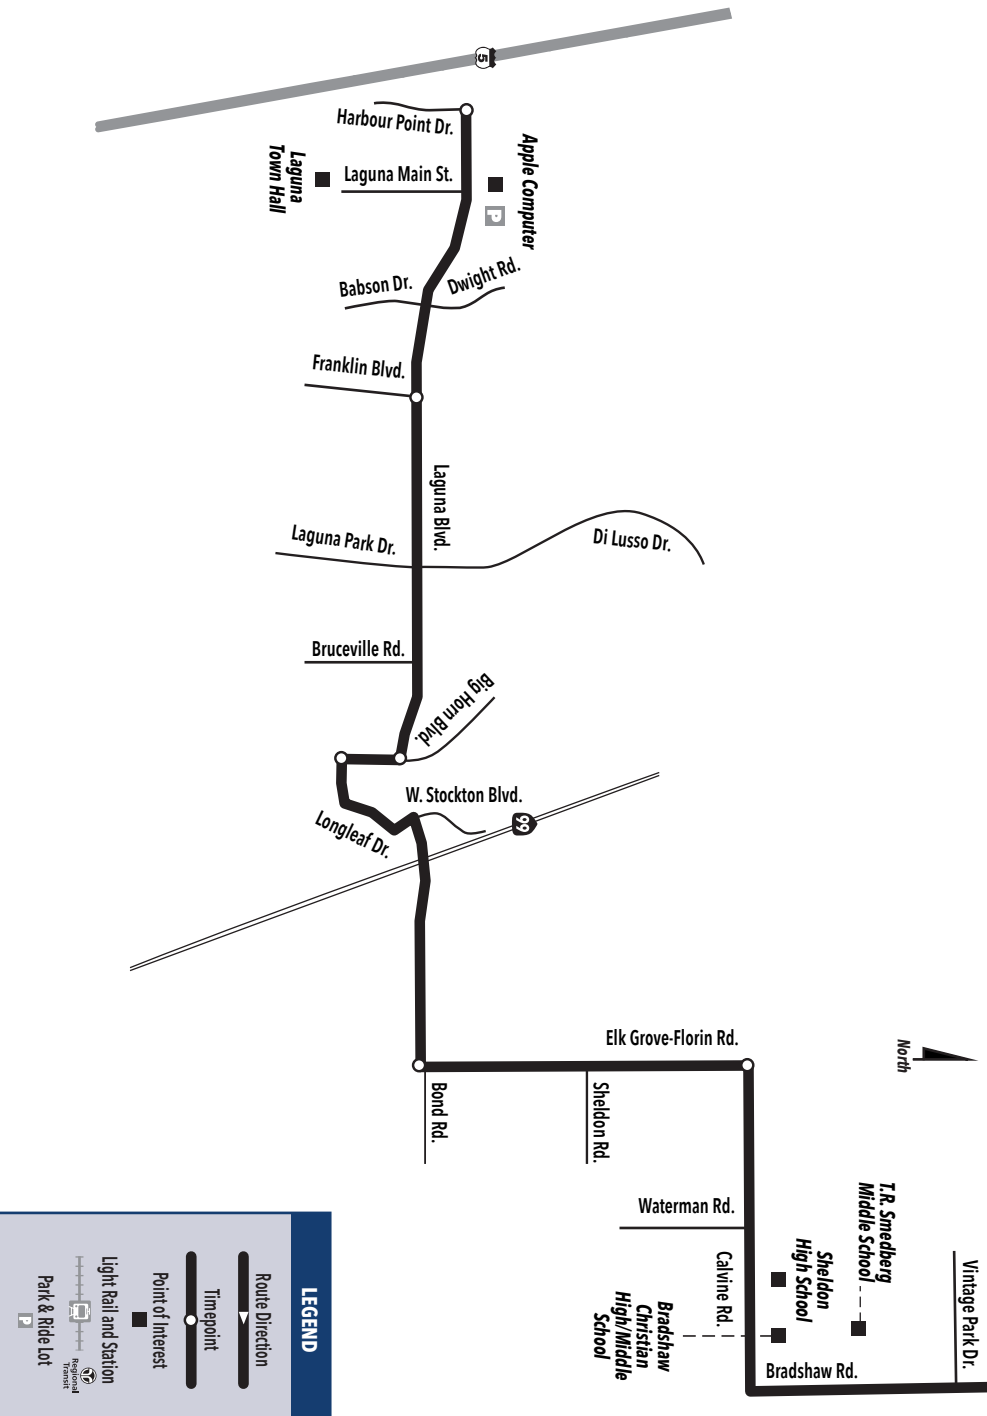 5
Harbour Point Dr.
Apple Computer
P
Laguna Main St.
Laguna
Town Hall
Babson Dr.
Dwight Rd.
Franklin Blvd.
Laguna Blvd.
Laguna Park Dr.
Di Lusso Dr.
Bruceville Rd.
Big Horn Blvd.
W. Stockton Blvd.
99
Longleaf Dr.
Elk Grove-Florin Rd.
North
Bond Rd.
Sheldon Rd.
Waterman Rd.
Calvine Rd.
T.R. Smedberg
Middle School
Sheldon
High School
Bradshaw
Christian
High/Middle
School
Vintage Park Dr.
Bradshaw Rd.
LEGEND
Route Direction
Timepoint
Point of Interest
Light Rail and Station
Regional
Transit
Park & Ride Lot
P